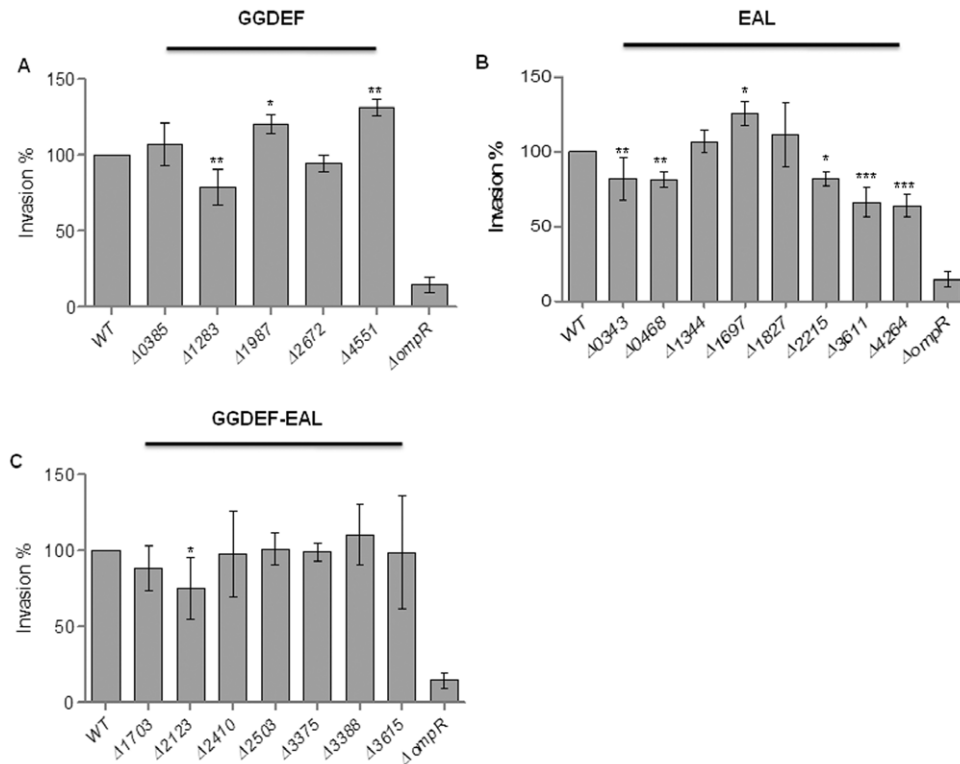 GGDEF
A
Invasion %
150
100
50
0
**
*
**
WT
Δ0385
Δ1283
Δ1987
Δ2672
Δ4551
ΔompR
EAL
B
Invasion %
150
100
50
0
**
**
*
*
***
***
WT
Δ0343
Δ0468
Δ1344
Δ1697
Δ1827
Δ2215
Δ3611
Δ4264
ΔompR
GGDEF-EAL
C
Invasion %
150
100
50
0
*
WT
Δ1703
Δ2123
Δ2410
Δ2503
Δ3375
Δ3388
Δ3615
ΔompR